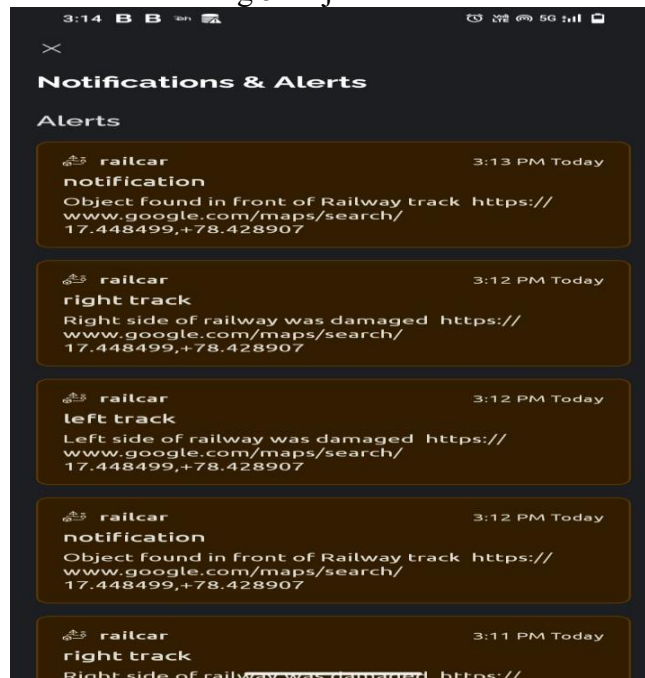 3:14 B B
5G
Notifications & Alerts
Alerts
railcar 3:13 PM Today
notification
Object found in front of Railway track https://
www.google.com/maps/search/
17.448499,+78.428907
railcar 3:12 PM Today
right track
Right side of railway was damaged https://
www.google.com/maps/search/
17.448499,+78.428907
railcar 3:12 PM Today
left track
Left side of railway was damaged https://
www.google.com/maps/search/
17.448499,+78.428907
railcar 3:12 PM Today
notification
Object found in front of Railway track https://
www.google.com/maps/search/
17.448499,+78.428907
railcar 3:11 PM Today
right track
Right side of railway was damaged https://